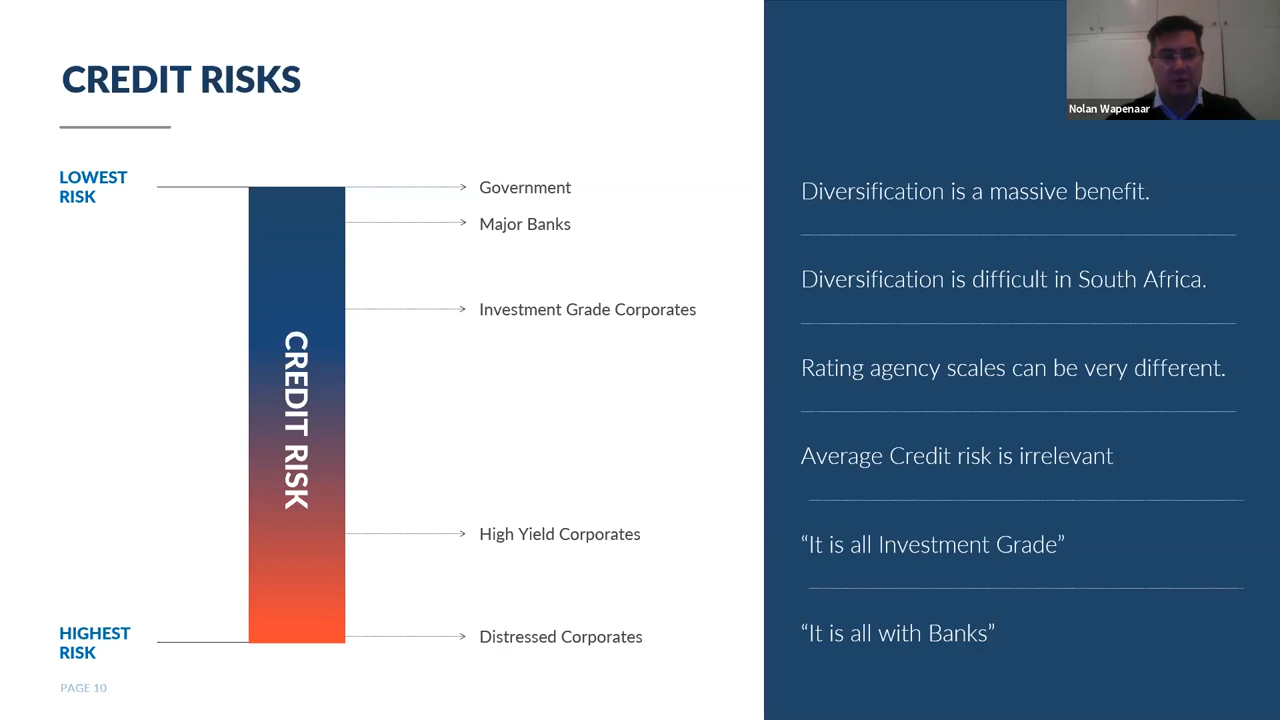 CREDIT RISKS
LOWEST
RISK
Government
Major Banks
Investment Grade Corporates
CREDIT RISK
High Yield Corporates
HIGHEST
RISK
Distressed Corporates
PAGE 10
Nolan Wapenaar
Diversification is a massive benefit.
Diversification is difficult in South Africa.
Rating agency scales can be very different.
Average Credit risk is irrelevant
“It is all Investment Grade”
“It is all with Banks”